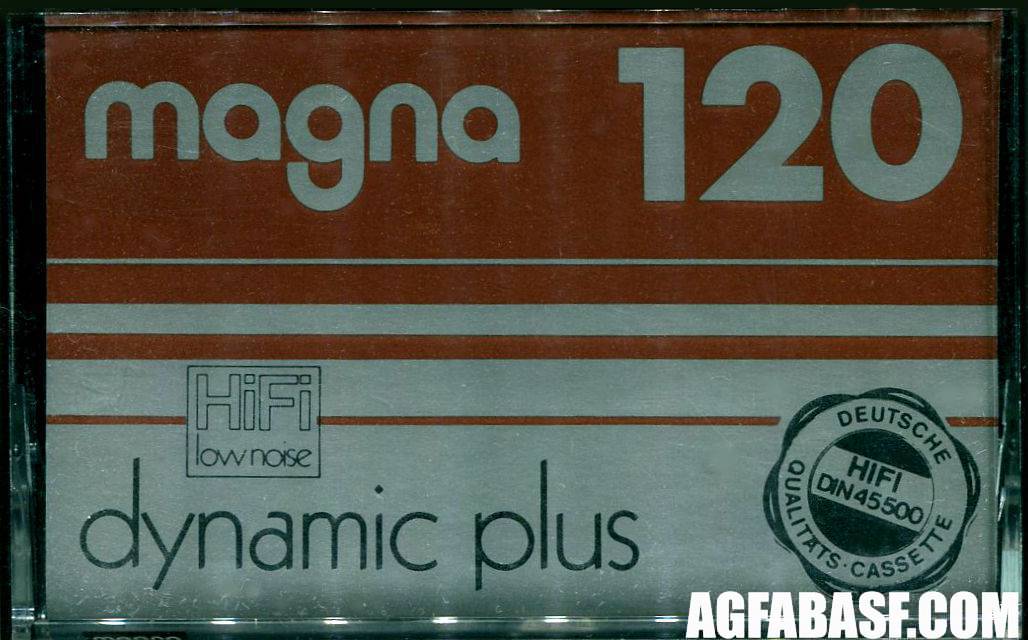 magna 120
HiFi
low noise
dynamic plus
DEUTSCHE
HIFI
DIN 45500
QUALITÄTS·CASSETTE
AGFABASF.COM